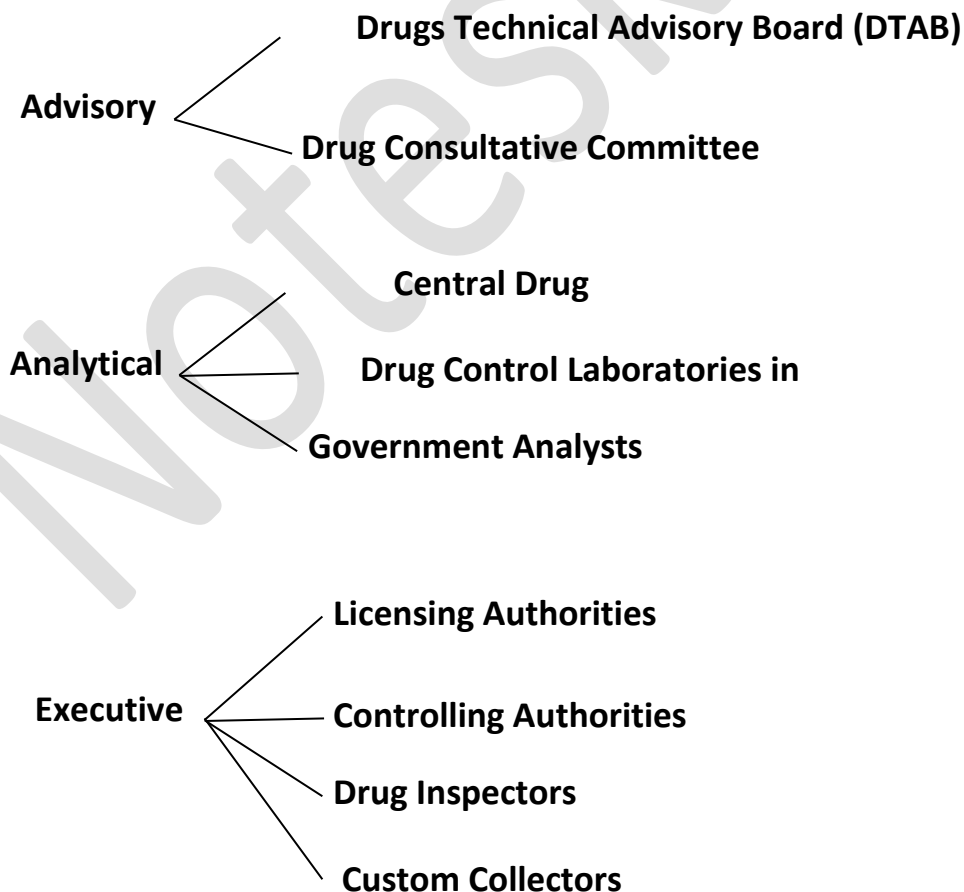 Drugs Technical Advisory Board (DTAB)
Advisory
Drug Consultative Committee
Central Drug
Analytical
Drug Control Laboratories in
Government Analysts
Licensing Authorities
Executive
Controlling Authorities
Drug Inspectors
Custom Collectors
Notes